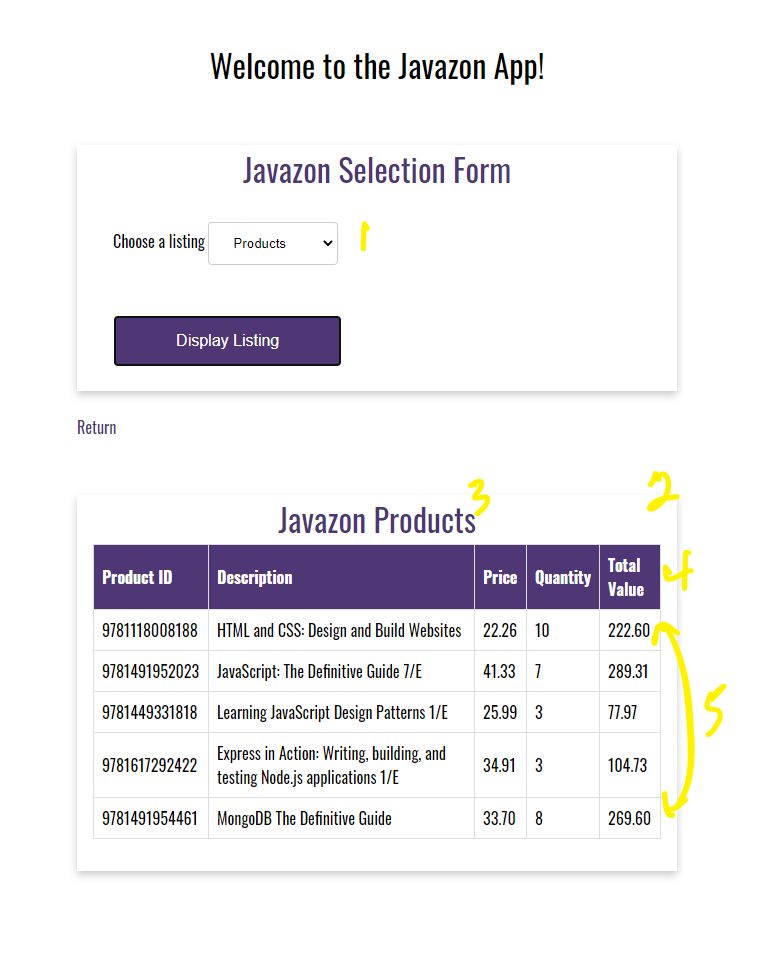 Welcome to the Javazon App!
Javazon Selection Form
Choose a listing Products 1
Display Listing
Return
3 2
Javazon Products
Product ID Description Price Quantity Total Value 4
9781118008188 HTML and CSS: Design and Build Websites 22.26 10 222.60
9781491952023 JavaScript: The Definitive Guide 7/E 41.33 7 289.31
9781449331818 Learning JavaScript Design Patterns 1/E 25.99 3 77.97 5
9781617292422 Express in Action: Writing, building, and testing Node.js applications 1/E 34.91 3 104.73
9781491954461 MongoDB The Definitive Guide 33.70 8 269.60